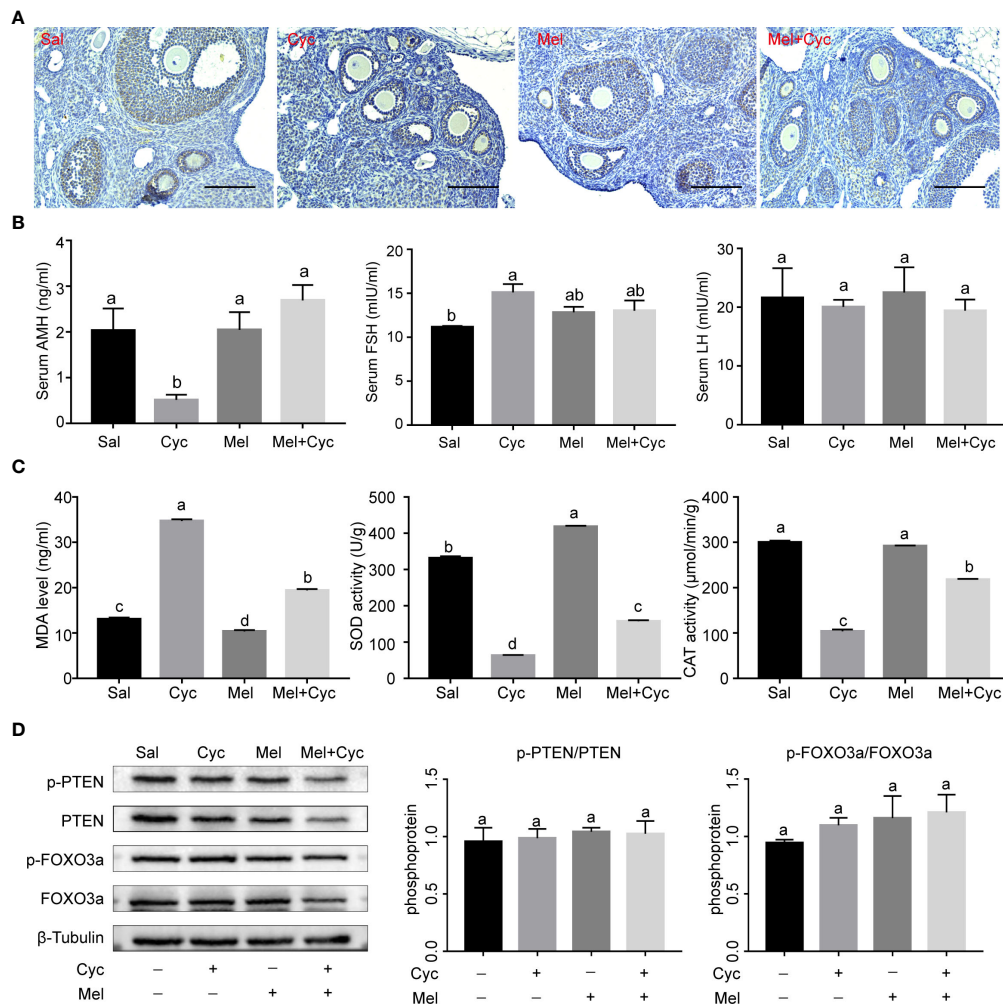 A
Sal Cyc Mel Mel+Cyc
B
Serum AMH (ng/ml)
4
3
2
1
0
a b a a
Sal Cyc Mel Mel+Cyc
Serum FSH (mIU/ml)
20
15
10
5
0
b a ab ab
Sal Cyc Mel Mel+Cyc
Serum LH (mIU/ml)
30
20
10
0
a a a a
Sal Cyc Mel Mel+Cyc
C
MDA level (ng/ml)
40
30
20
10
0
c a d b
Sal Cyc Mel Mel+Cyc
SOD activity (U/g)
500
400
300
200
100
0
b d a c
Sal Cyc Mel Mel+Cyc
CAT activity (μmol/min/g)
400
300
200
100
0
a c a b
Sal Cyc Mel Mel+Cyc
D
Sal Cyc Mel Mel+Cyc
p-PTEN
PTEN
p-FOXO3a
FOXO3a
β-Tubulin
Cyc – + – +
Mel – – + +
p-PTEN/PTEN
phosphoprotein
1.5
1.0
0.5
0.0
a a a a
Cyc – + – +
Mel – – + +
p-FOXO3a/FOXO3a
phosphoprotein
1.5
1.0
0.5
0.0
a a a a
Cyc – + – +
Mel – – + +